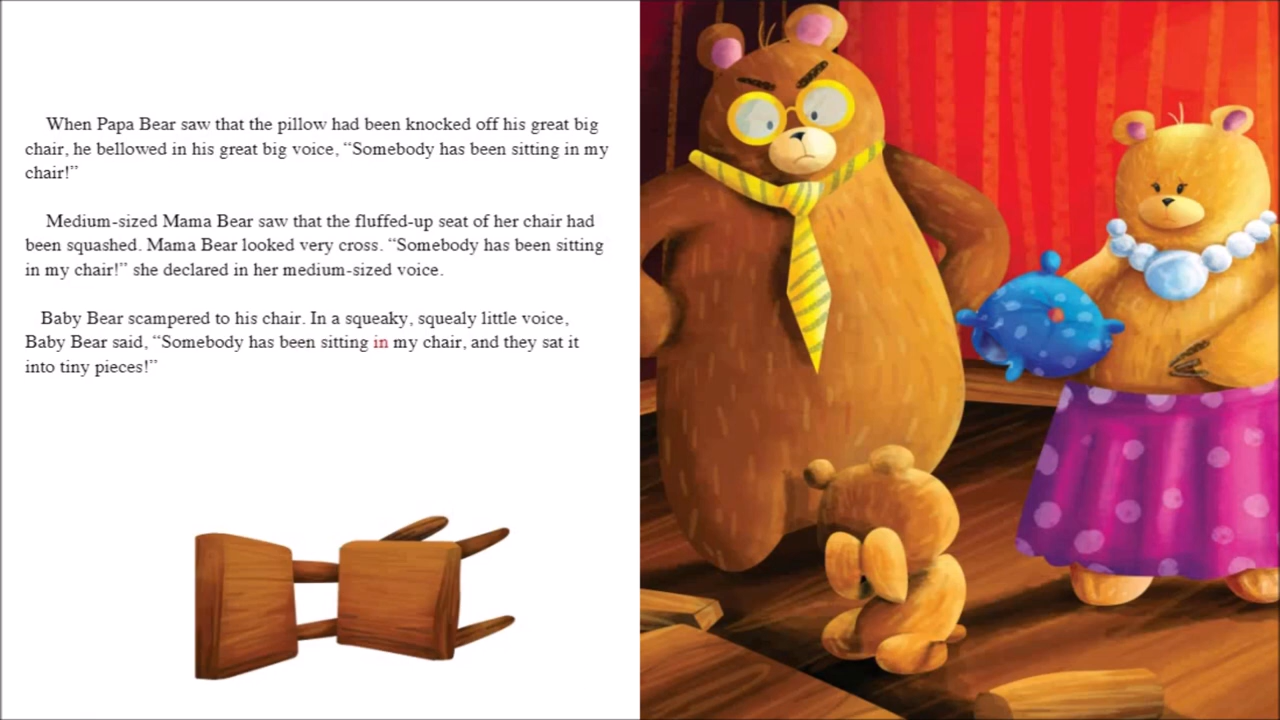 When Papa Bear saw that the pillow had been knocked off his great big
chair, he bellowed in his great big voice, “Somebody has been sitting in my
chair!”
Medium-sized Mama Bear saw that the fluffed-up seat of her chair had
been squashed. Mama Bear looked very cross. “Somebody has been sitting
in my chair!” she declared in her medium-sized voice.
Baby Bear scampered to his chair. In a squeaky, squealy little voice,
Baby Bear said, “Somebody has been sitting in my chair, and they sat it
into tiny pieces!”